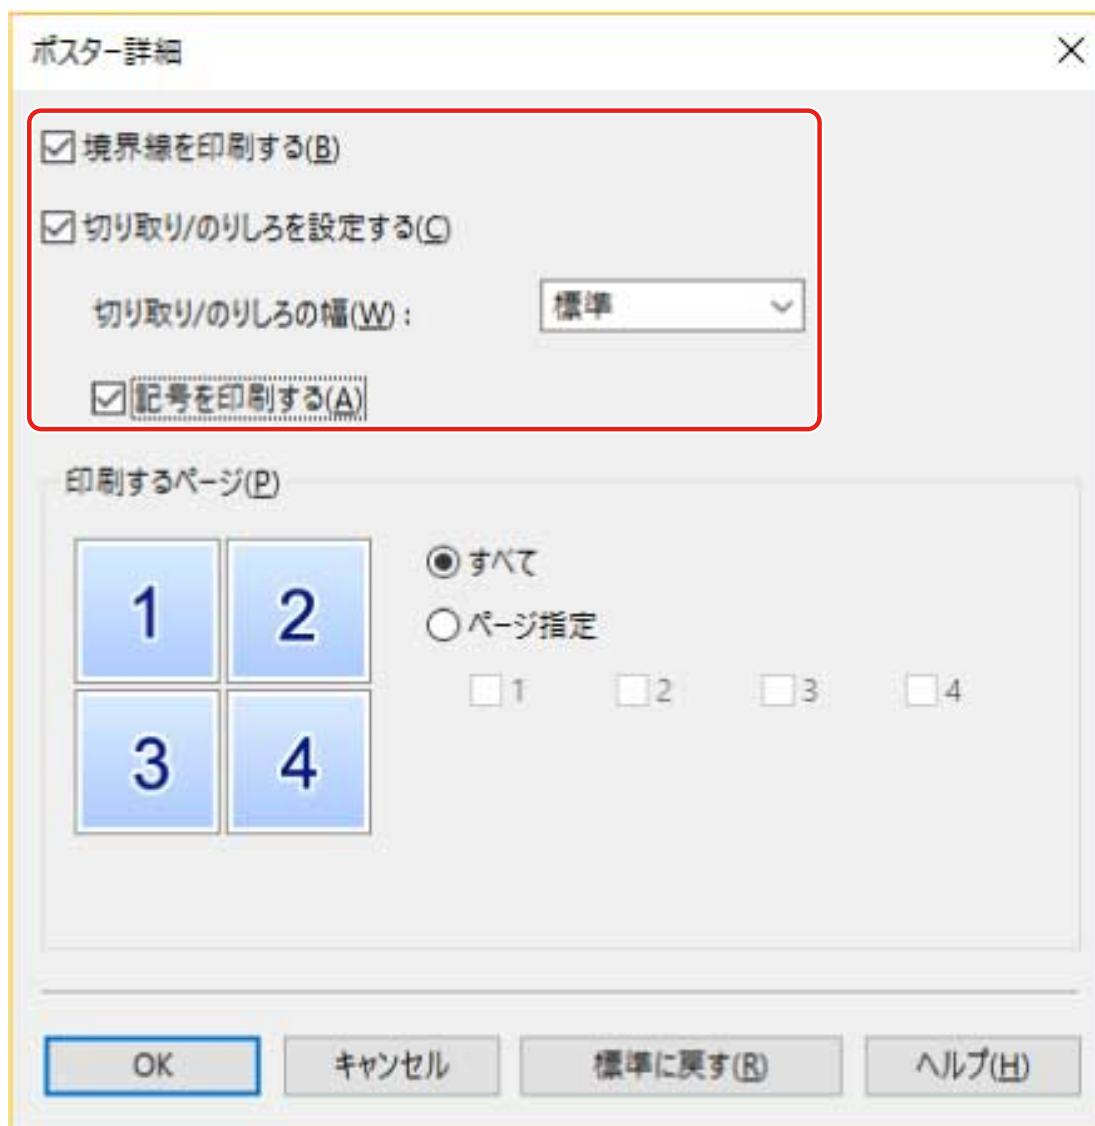 ポスター詳細
境界線を印刷する(B)
切り取り/のりしろを設定する(C)
切り取り/のりしろの幅(W): 標準
記号を印刷する(A)
印刷するページ(P)
1 2
3 4
すべて
ページ指定
1 2 3 4
OK キャンセル 標準に戻す(R) ヘルプ(H)